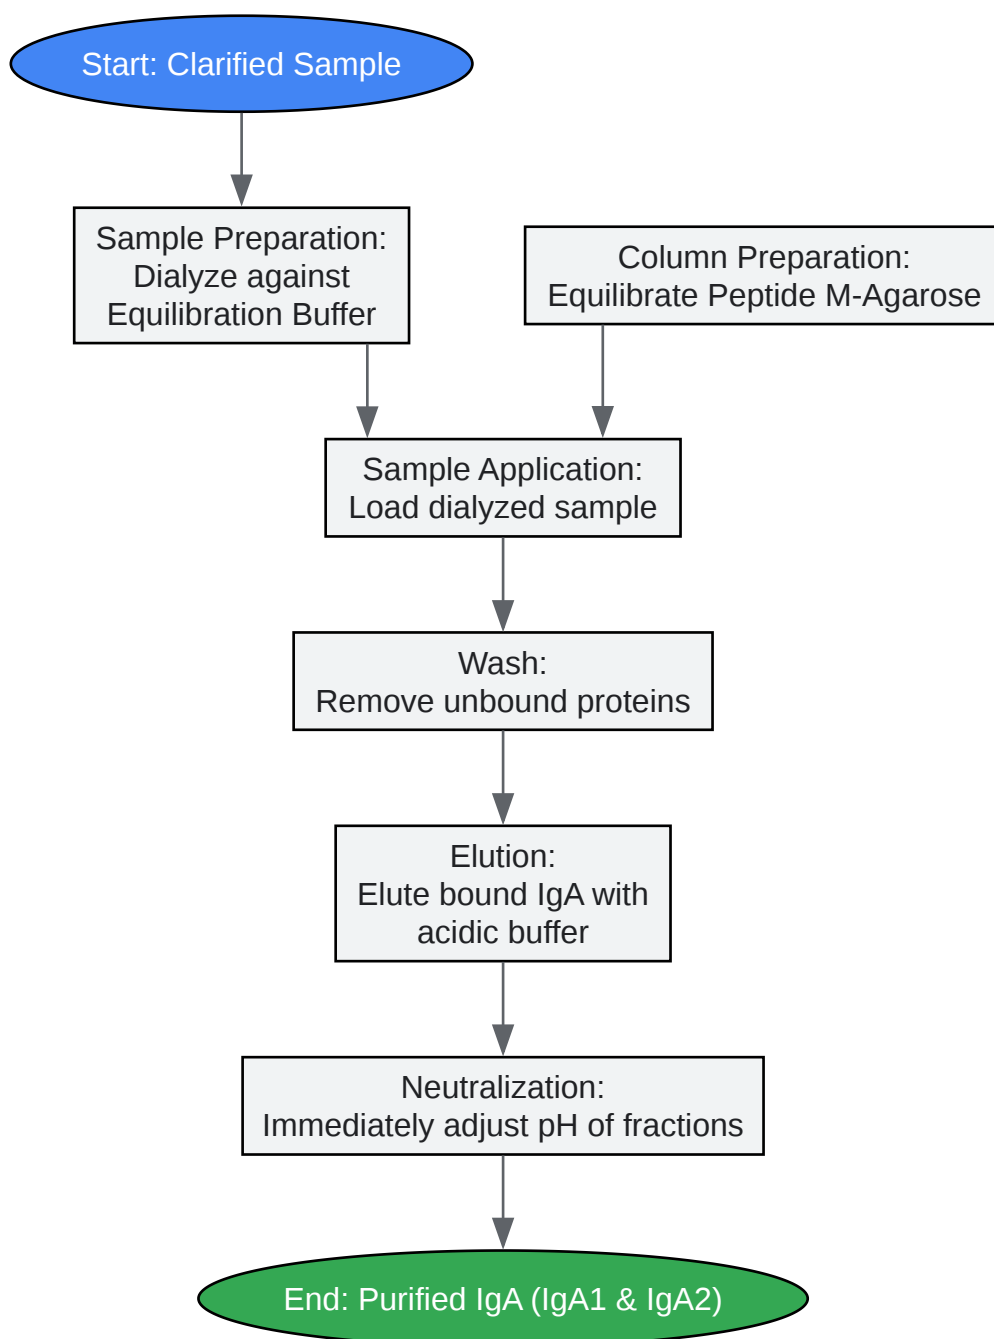 Start: Clarified Sample
Sample Preparation:
Dialyze against
Equilibration Buffer
Column Preparation:
Equilibrate Peptide M-Agarose
Sample Application:
Load dialyzed sample
Wash:
Remove unbound proteins
Elution:
Elute bound IgA with
acidic buffer
Neutralization:
Immediately adjust pH of fractions
End: Purified IgA (IgA1 & IgA2)